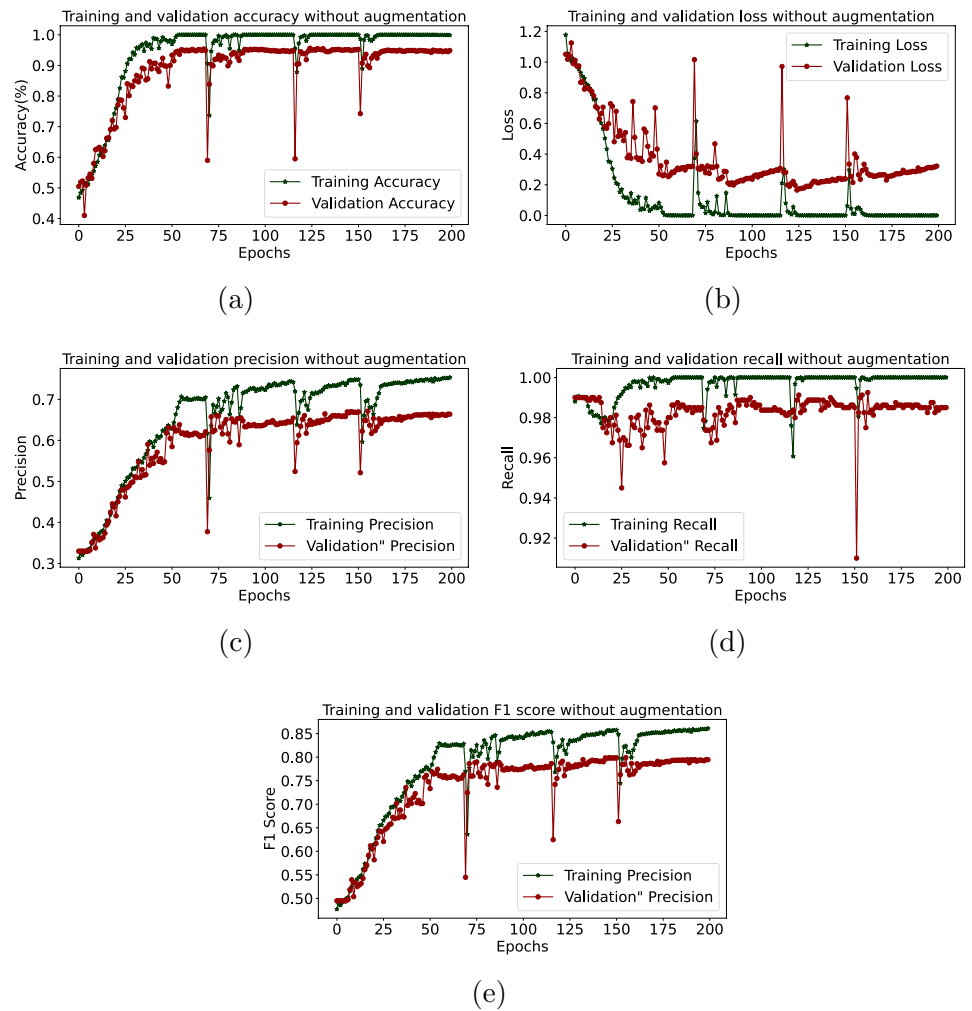 Training and validation accuracy without augmentation
1.0
0.9
0.8
0.7
0.6
0.5
0.4
Accuracy(%)
Training Accuracy
Validation Accuracy
0 25 50 75 100 125 150 175 200
Epochs
(a)
Training and validation loss without augmentation
1.2
1.0
0.8
0.6
0.4
0.2
0.0
Loss
Training Loss
Validation Loss
0 25 50 75 100 125 150 175 200
Epochs
(b)
Training and validation precision without augmentation
0.7
0.6
0.5
0.4
0.3
Precision
Training Precision
Validation" Precision
0 25 50 75 100 125 150 175 200
Epochs
(c)
Training and validation recall without augmentation
1.00
0.98
0.96
0.94
0.92
Recall
Training Recall
Validation" Recall
0 25 50 75 100 125 150 175 200
Epochs
(d)
Training and validation F1 score without augmentation
0.85
0.80
0.75
0.70
0.65
0.60
0.55
0.50
F1 Score
Training Precision
Validation" Precision
0 25 50 75 100 125 150 175 200
Epochs
(e)